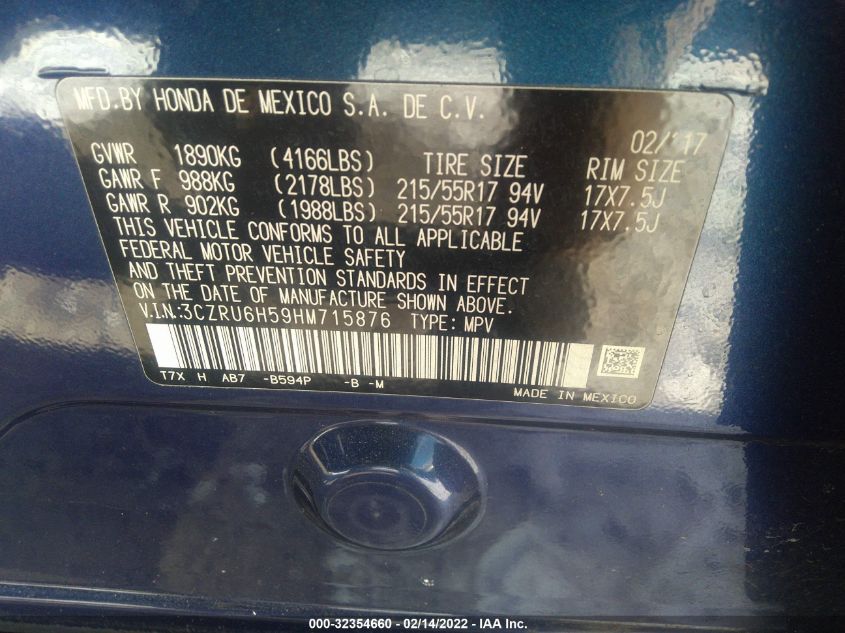 MFD.BY HONDA DE MEXICO S.A. DE C.V.
02/'17
GVWR 1890KG (4166LBS) TIRE SIZE RIM SIZE
GAWR F 988KG (2178LBS) 215/55R17 94V 17X7.5J
GAWR R 902KG (1988LBS) 215/55R17 94V 17X7.5J
THIS VEHICLE CONFORMS TO ALL APPLICABLE
FEDERAL MOTOR VEHICLE SAFETY
AND THEFT PREVENTION STANDARDS IN EFFECT
ON THE DATE OF MANUFACTURE SHOWN ABOVE.
V.I.N.:3CZRU6H59HM715876 TYPE: MPV
T7X H AB7 -B594P -B -M
MADE IN MEXICO
000-32354660 - 02/14/2022 - IAA Inc.